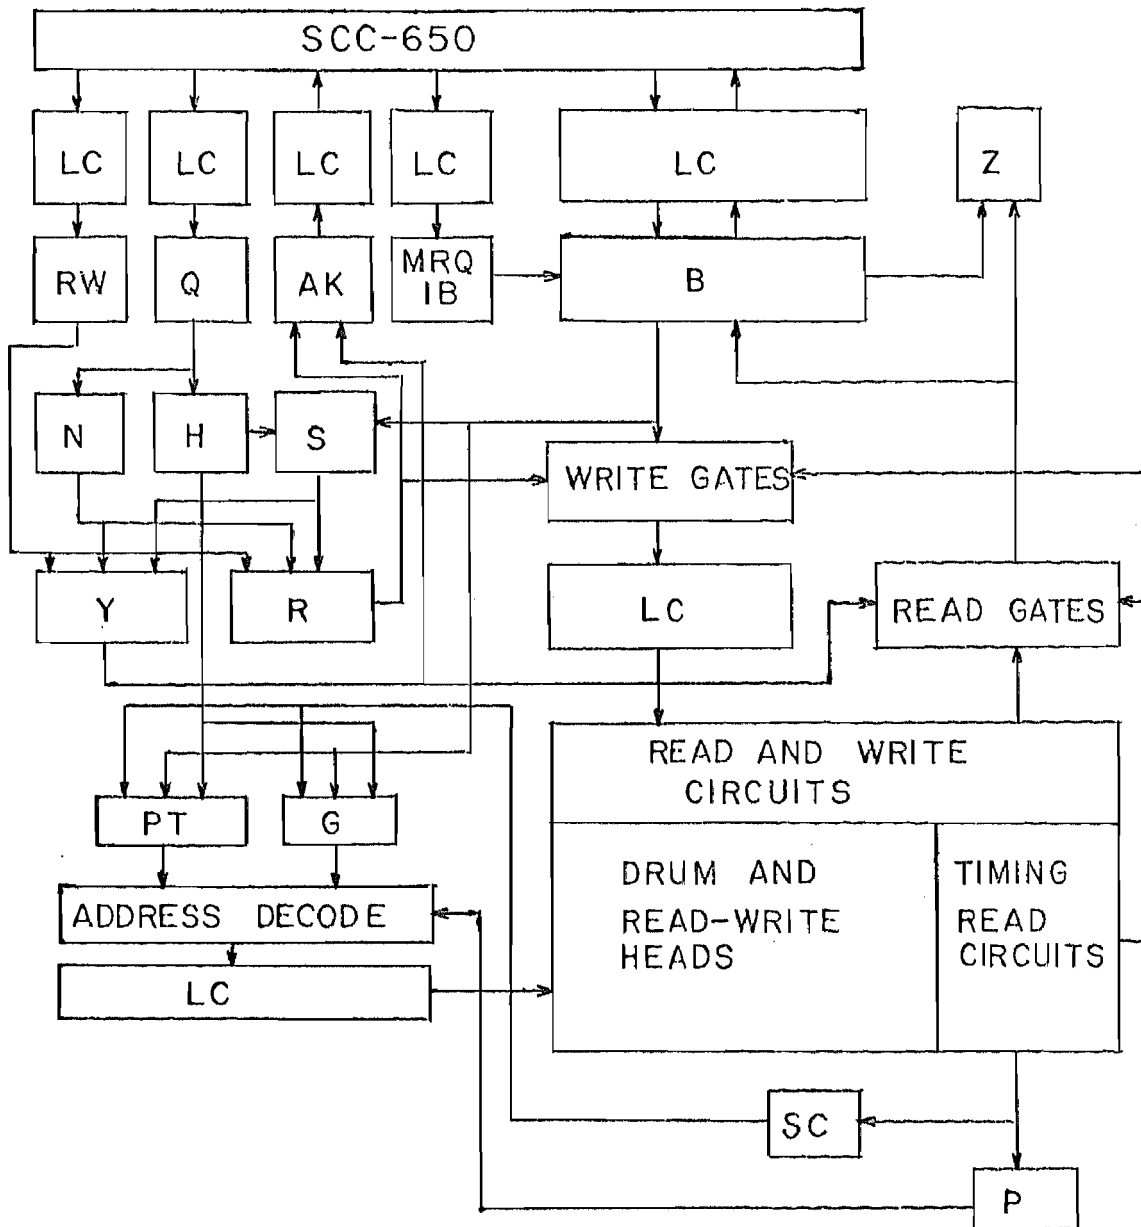 SCC-650
LC
LC
LC
LC
LC
Z
RW
Q
AK
MRQ
IB
B
N
H
S
WRITE GATES
Y
R
LC
READ GATES
READ AND WRITE
CIRCUITS
PT
G
DRUM AND
READ-WRITE
HEADS
TIMING
READ
CIRCUITS
ADDRESS DECODE
LC
SC
P